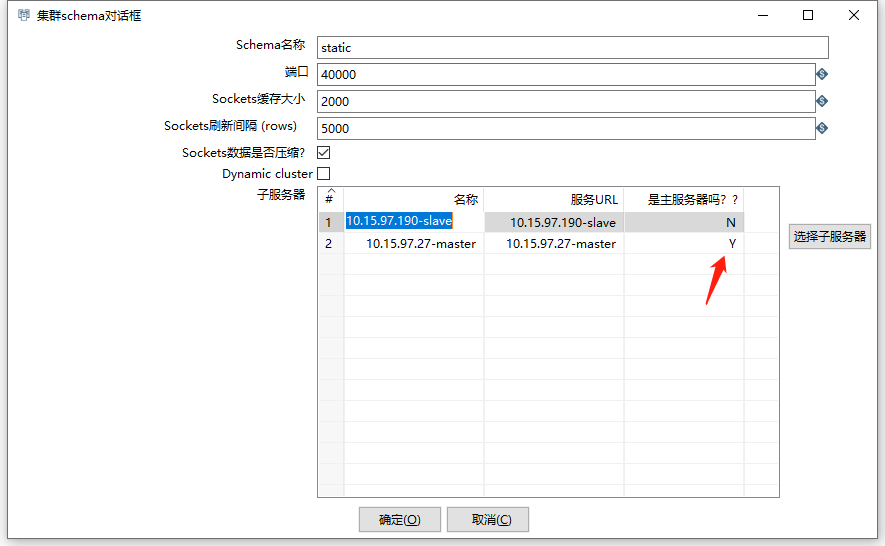 集群schema对话框
Schema名称 static
端口 40000
Sockets缓存大小 2000
Sockets刷新间隔 (rows) 5000
Sockets数据是否压缩?
Dynamic cluster
子服务器
# 名称 服务URL 是主服务器吗？?
1 10.15.97.190-slave 10.15.97.190-slave N
2 10.15.97.27-master 10.15.97.27-master Y
选择子服务器
确定(O) 取消(C)